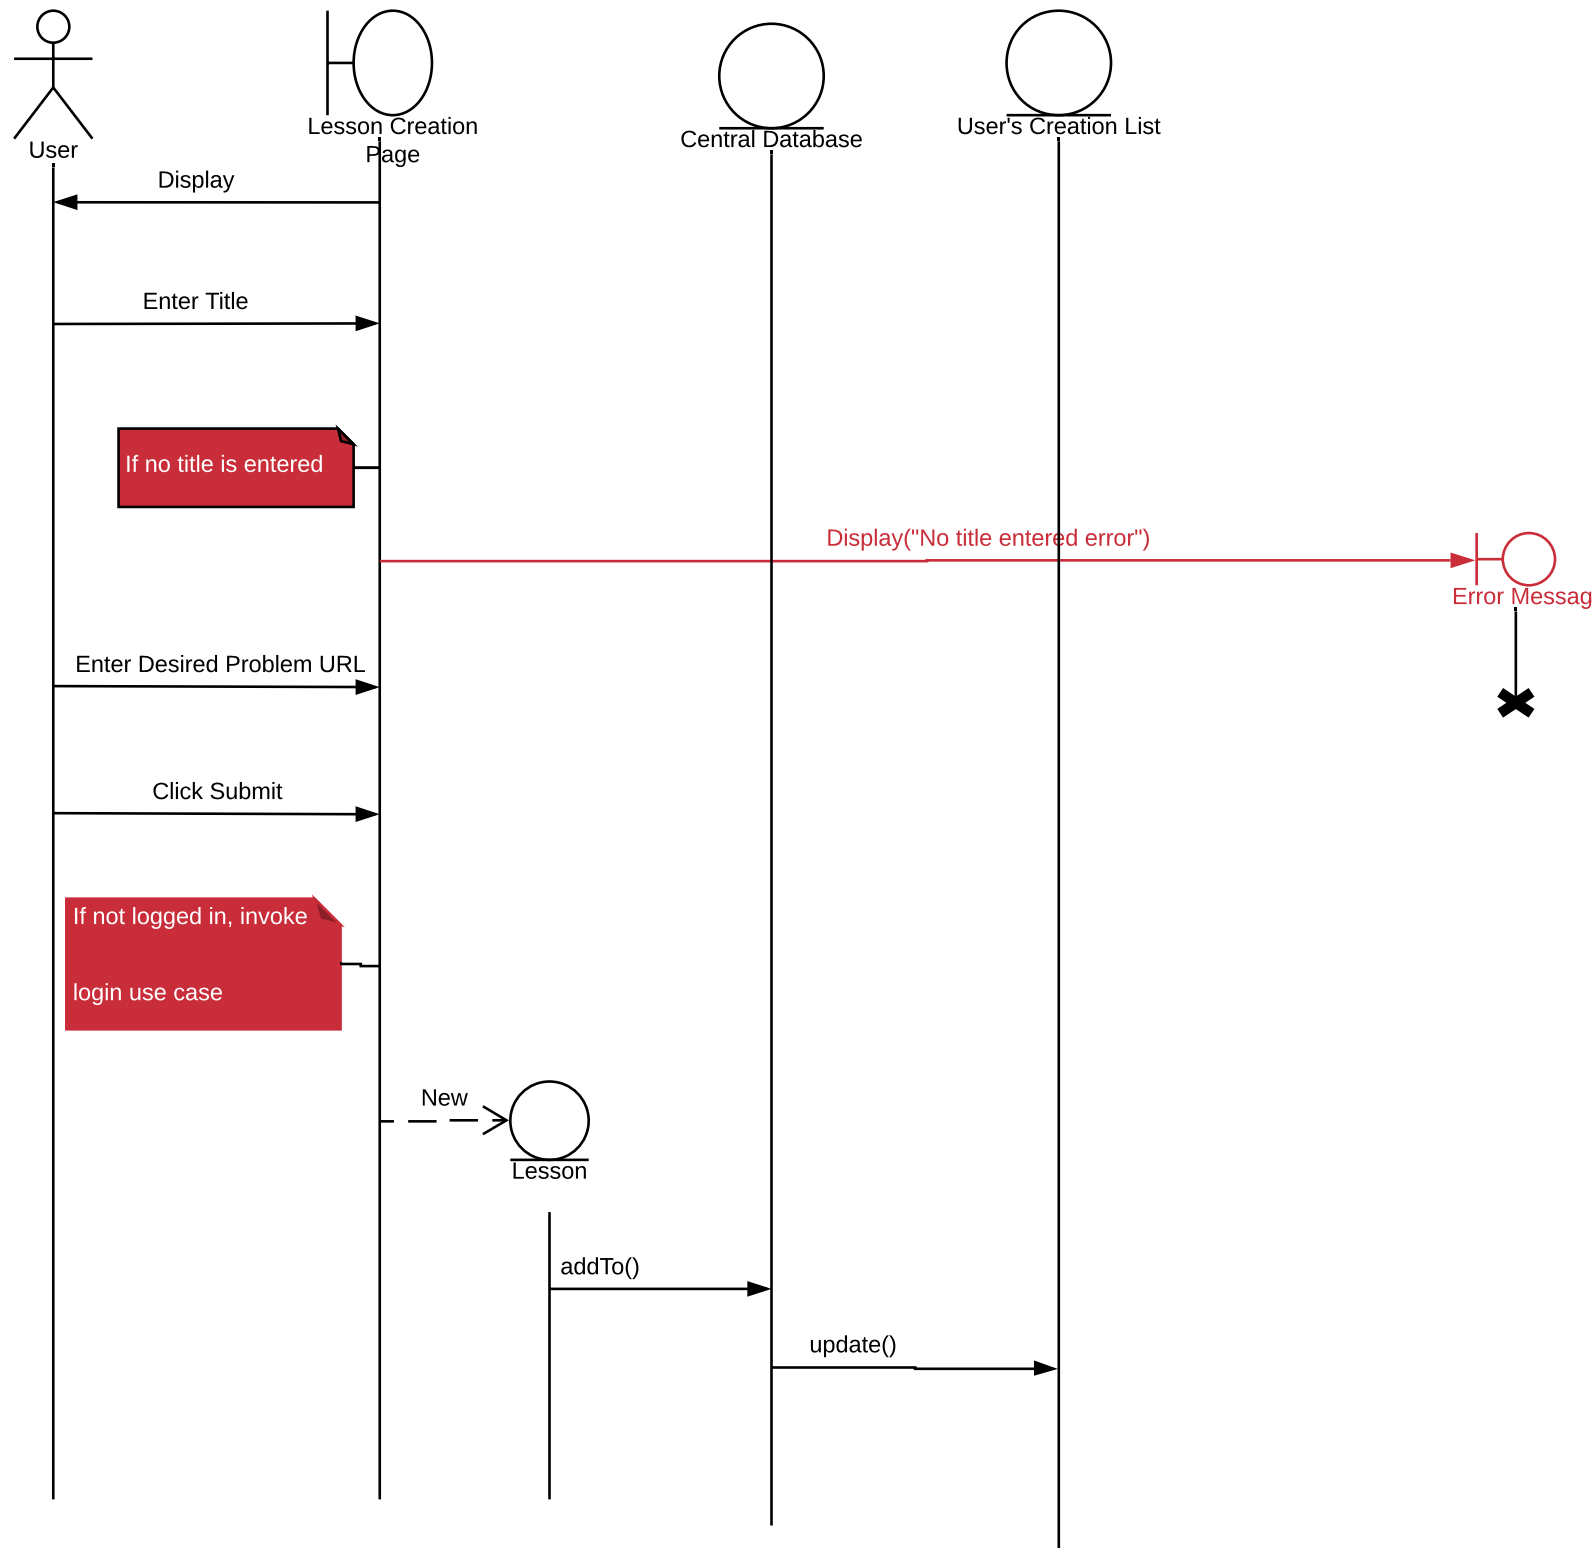 User
Lesson Creation
Page
Central Database
User's Creation List
Display
Enter Title
If no title is entered
Display("No title entered error")
Error Messag
Enter Desired Problem URL
Click Submit
If not logged in, invoke
login use case
New
Lesson
addTo()
update()